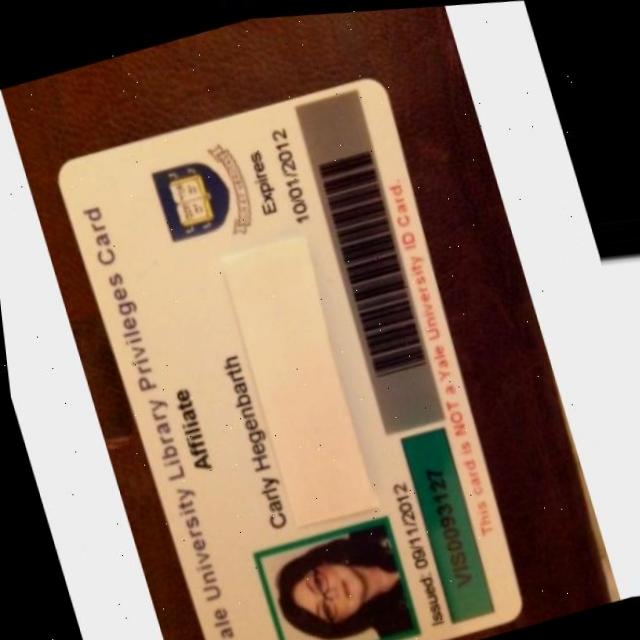 ale University Library Privileges Card
Affiliate
Expires
10/01/2012
Carly Hegenbarth
Issued: 09/11/2012
VIS0093127
This card is NOT a Yale University ID Card.